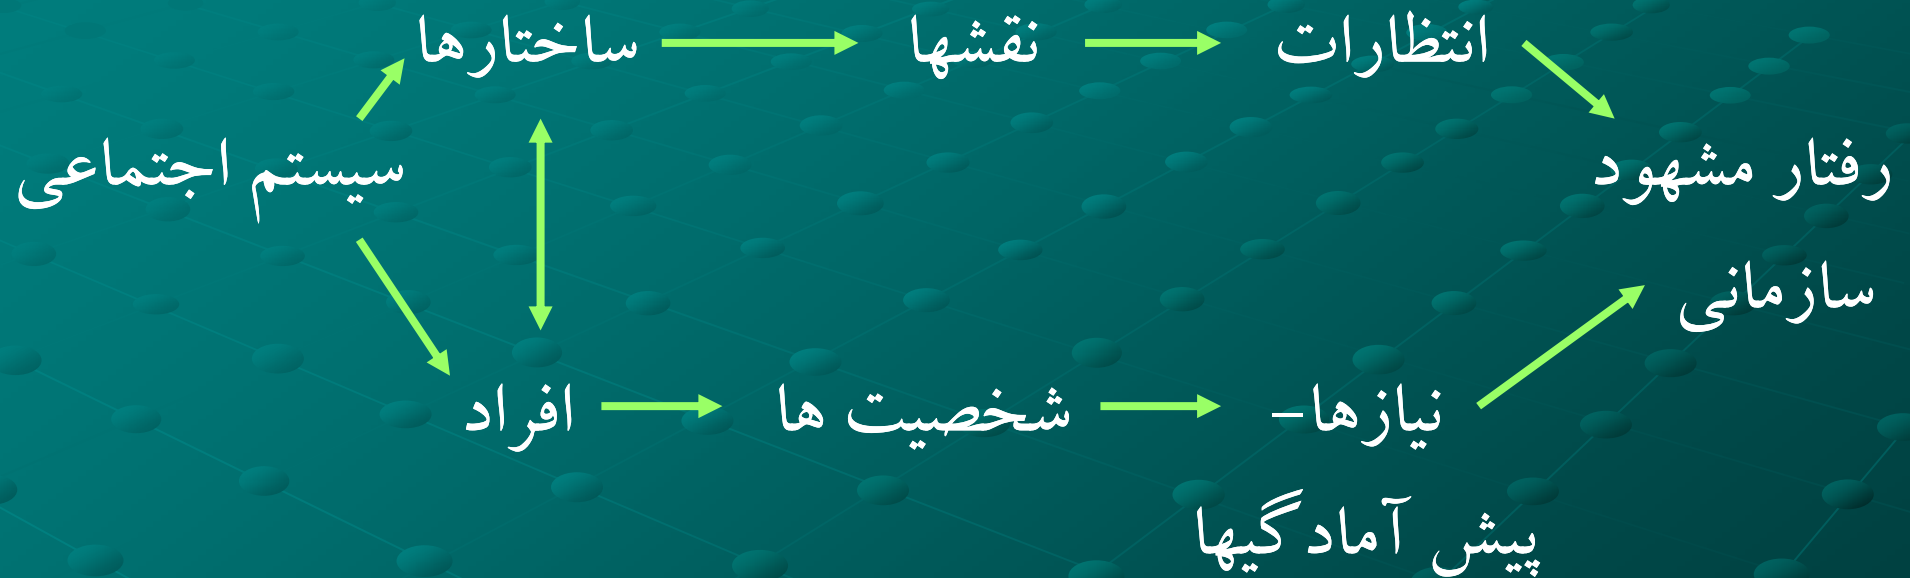 ساختارها
نقشها
انتظارات
سیستم اجتماعی
رفتار مشهود
سازمانی
افراد
شخصیت ها
نیازها-
پیش آمادگیها